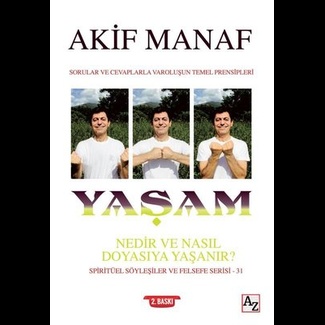 AKİF MANAF
SORULAR VE CEVAPLARLA VAROLUŞUN TEMEL PRENSİPLERİ
YAŞAM
NEDİR VE NASIL
DOYASIYA YAŞANIR?
SPİRİTÜEL SÖYLEŞİLER VE FELSEFE SERİSİ - 31
2. BASKI
AZ